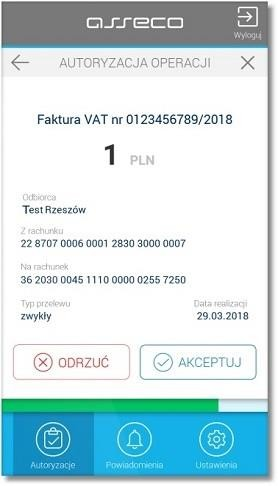 asseco
Wyloguj
AUTORYZACJA OPERACJI
Faktura VAT nr 0123456789/2018
1 PLN
Odbiorca
Test Rzeszów
Z rachunku
22 8707 0006 0001 2830 3000 0007
Na rachunek
36 2030 0045 1110 0000 0255 7250
Typ przelewu Data realizacji
zwykły 29.03.2018
ODRZUĆ AKCEPTUJ
Autoryzacje Powiadomienia Ustawienia